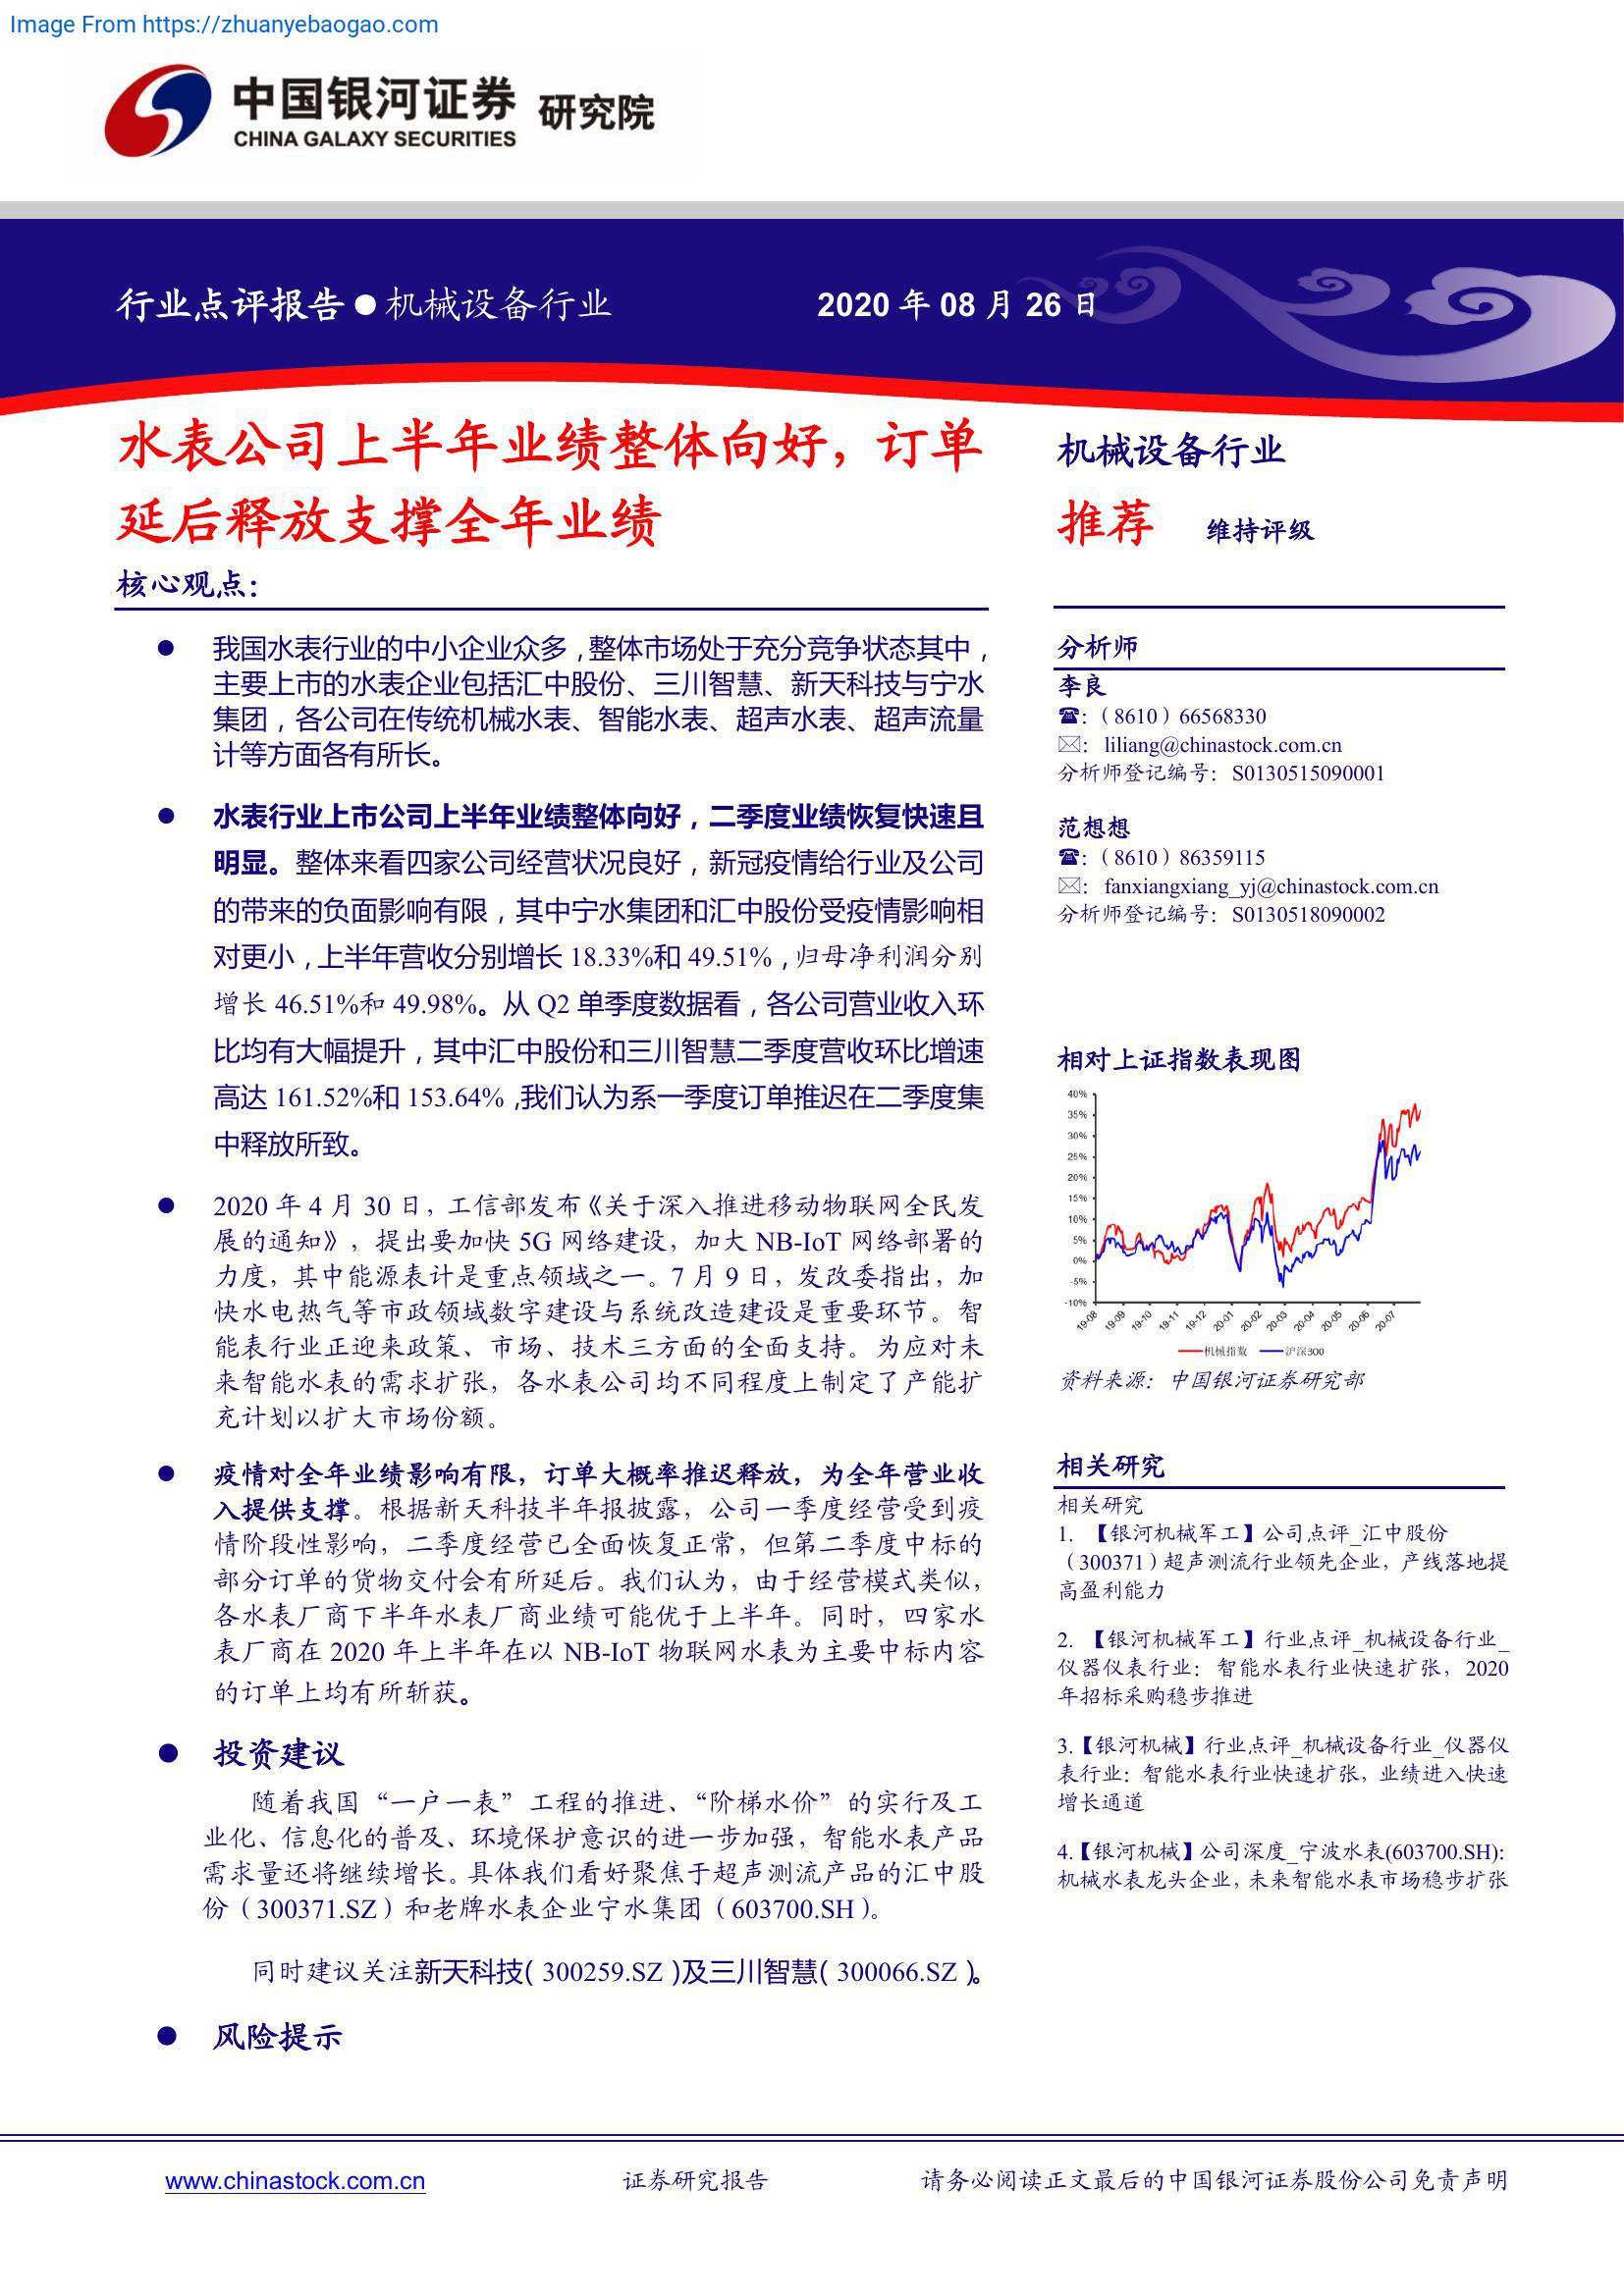 Image From https://zhuanyebaogao.com
中国银河证券 研究院
CHINA GALAXY SECURITIES
行业点评报告●机械设备行业
2020 年 08 月 26 日
水表公司上半年业绩整体向好，订单
延后释放支撑全年业绩
核心观点：
● 我国水表行业的中小企业众多，整体市场处于充分竞争状态其中，
主要上市的水表企业包括汇中股份、三川智慧、新天科技与宁水
集团，各公司在传统机械水表、智能水表、超声水表、超声流量
计等方面各有所长。
● 水表行业上市公司上半年业绩整体向好，二季度业绩恢复快速且
明显。整体来看四家公司经营状况良好，新冠疫情给行业及公司
的带来的负面影响有限，其中宁水集团和汇中股份受疫情影响相
对更小，上半年营收分别增长 18.33%和 49.51%，归母净利润分别
增长 46.51%和 49.98%。从 Q2 单季度数据看，各公司营业收入环
比均有大幅提升，其中汇中股份和三川智慧二季度营收环比增速
高达 161.52%和 153.64%，我们认为系一季度订单推迟在二季度集
中释放所致。
● 2020 年 4 月 30 日，工信部发布《关于深入推进移动物联网全民发
展的通知》，提出要加快 5G 网络建设，加大 NB-IoT 网络部署的
力度，其中能源表计是重点领域之一。7 月 9 日，发改委指出，加
快水电热气等市政领域数字建设与系统改造建设是重要环节。智
能表行业正迎来政策、市场、技术三方面的全面支持。为应对未
来智能水表的需求扩张，各水表公司均不同程度上制定了产能扩
充计划以扩大市场份额。
● 疫情对全年业绩影响有限，订单大概率推迟释放，为全年营业收
入提供支撑。根据新天科技半年报披露，公司一季度经营受到疫
情阶段性影响，二季度经营已全面恢复正常，但第二季度中标的
部分订单的货物交付会有所延后。我们认为，由于经营模式类似，
各水表厂商下半年水表厂商业绩可能优于上半年。同时，四家水
表厂商在 2020 年上半年在以 NB-IoT 物联网水表为主要中标内容
的订单上均有所斩获。
● 投资建议
随着我国“一户一表”工程的推进、“阶梯水价”的实行及工
业化、信息化的普及、环境保护意识的进一步加强，智能水表产品
需求量还将继续增长。具体我们看好聚焦于超声测流产品的汇中股
份（300371.SZ）和老牌水表企业宁水集团（603700.SH）。
同时建议关注新天科技（300259.SZ）及三川智慧（300066.SZ）。
● 风险提示
机械设备行业
推荐 维持评级
分析师
李良
☎：（8610）66568330
✉： liliang@chinastock.com.cn
分析师登记编号：S0130515090001
范想想
☎：（8610）86359115
✉： fanxiangxiang_yj@chinastock.com.cn
分析师登记编号：S0130518090002
相对上证指数表现图
40%
35%
30%
25%
20%
15%
10%
5%
0%
-5%
-10%
19-08 19-09 19-10 19-11 19-12 20-01 20-02 20-03 20-04 20-05 20-06 20-07
机械指数 沪深300
资料来源：中国银河证券研究部
相关研究
相关研究
1. 【银河机械军工】公司点评_汇中股份
（300371）超声测流行业领先企业，产线落地提
高盈利能力
2. 【银河机械军工】行业点评_机械设备行业_
仪器仪表行业：智能水表行业快速扩张，2020
年招标采购稳步推进
3.【银河机械】行业点评_机械设备行业_仪器仪
表行业：智能水表行业快速扩张，业绩进入快速
增长通道
4.【银河机械】公司深度_宁波水表(603700.SH):
机械水表龙头企业，未来智能水表市场稳步扩张
www.chinastock.com.cn
证券研究报告
请务必阅读正文最后的中国银河证券股份公司免责声明